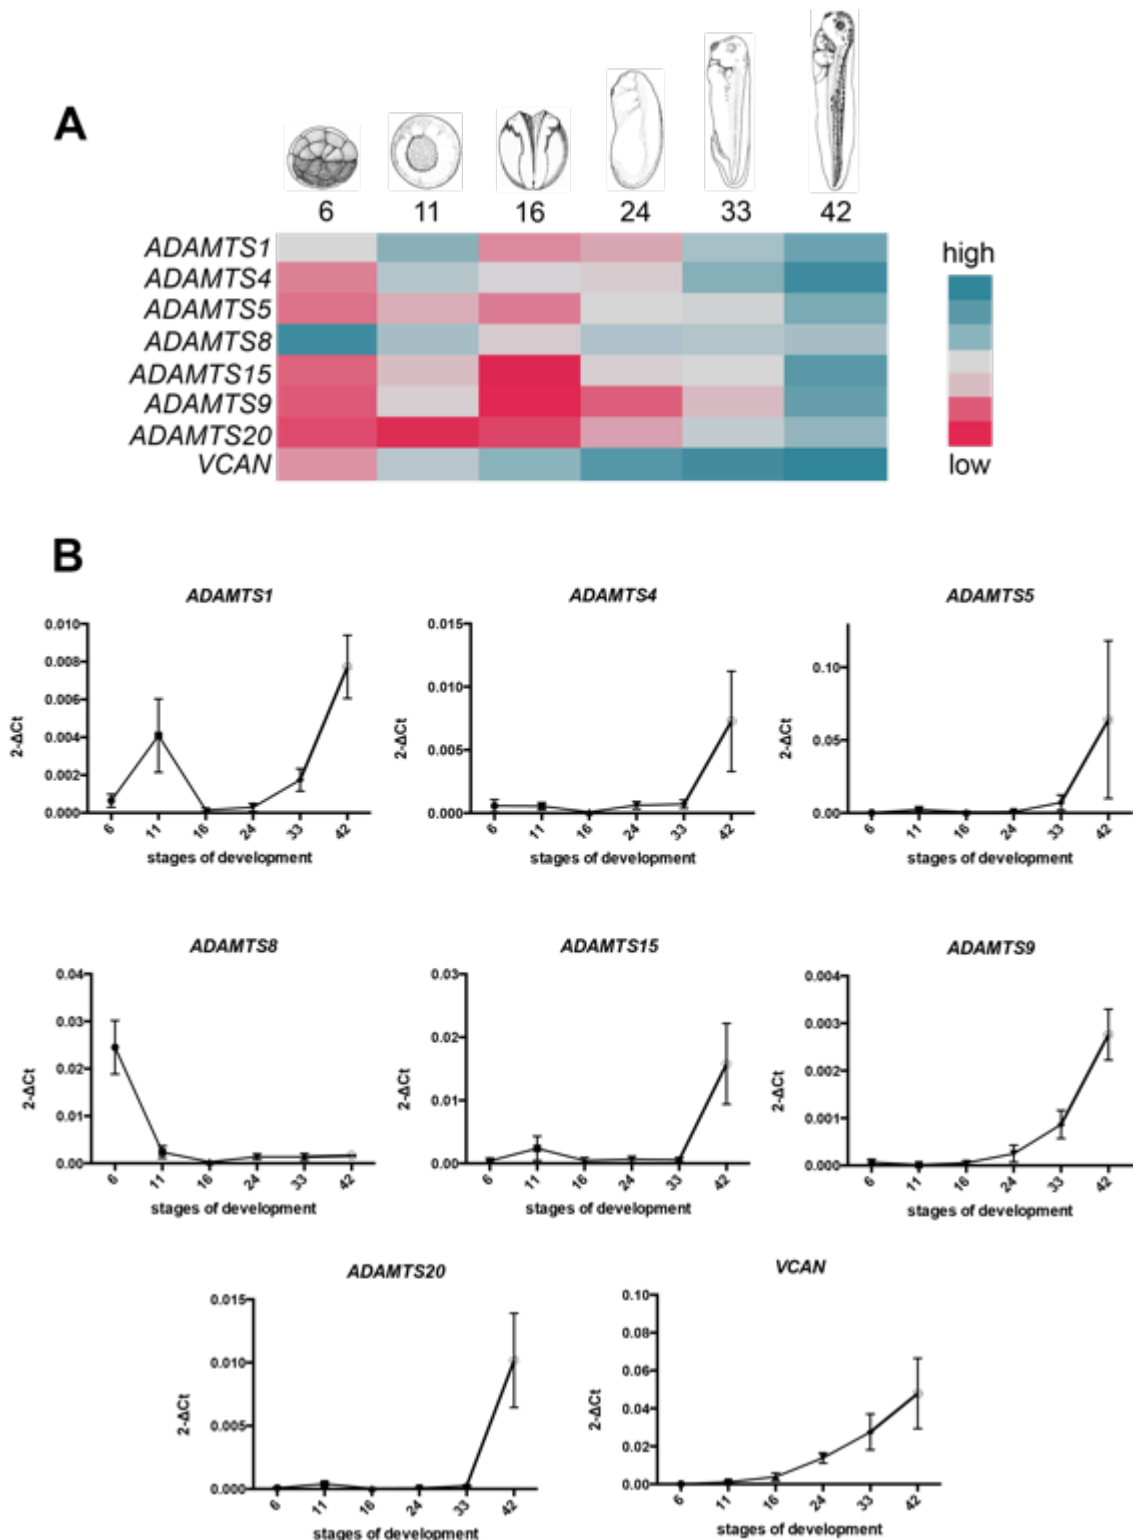 A
6 11 16 24 33 42
ADAMTS1
ADAMTS4
ADAMTS5
ADAMTS8
ADAMTS15
ADAMTS9
ADAMTS20
VCAN
high
low
B
ADAMTS1
0.010
0.008
0.006
0.004
0.002
0.000
2-ΔCt
6 11 16 24 33 42
stages of development
ADAMTS4
0.015
0.010
0.005
0.000
2-ΔCt
6 11 16 24 33 42
stages of development
ADAMTS5
0.10
0.05
0.00
2-ΔCt
6 11 16 24 33 42
stages of development
ADAMTS8
0.04
0.03
0.02
0.01
0.00
2-ΔCt
6 11 16 24 33 42
stages of development
ADAMTS15
0.03
0.02
0.01
0.00
2-ΔCt
6 11 16 24 33 42
stages of development
ADAMTS9
0.004
0.003
0.002
0.001
0.000
2-ΔCt
6 11 16 24 33 42
stages of development
ADAMTS20
0.015
0.010
0.005
0.000
2-ΔCt
6 11 16 24 33 42
stages of development
VCAN
0.10
0.08
0.06
0.04
0.02
0.00
2-ΔCt
6 11 16 24 33 42
stages of development